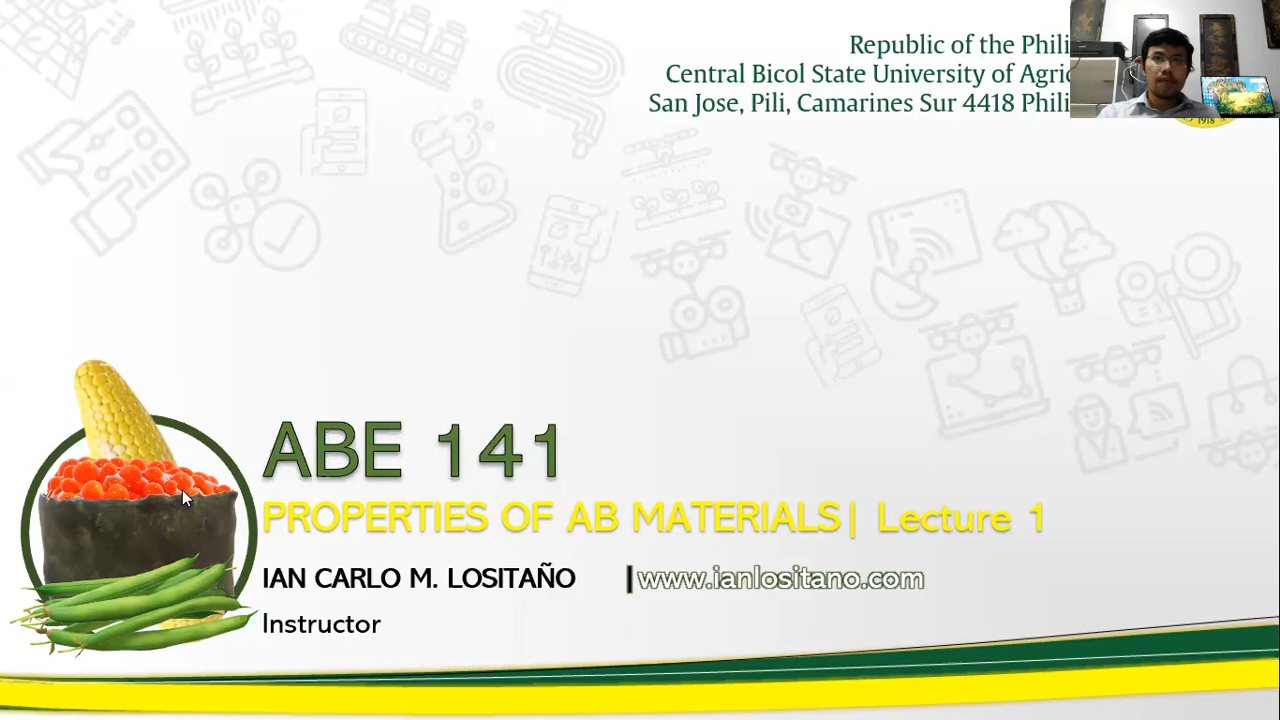 Republic of the Phili
Central Bicol State University of Agric
San Jose, Pili, Camarines Sur 4418 Phili
1918
ABE 141
PROPERTIES OF AB MATERIALS| Lecture 1
IAN CARLO M. LOSITAÑO |www.ianlositano.com
Instructor